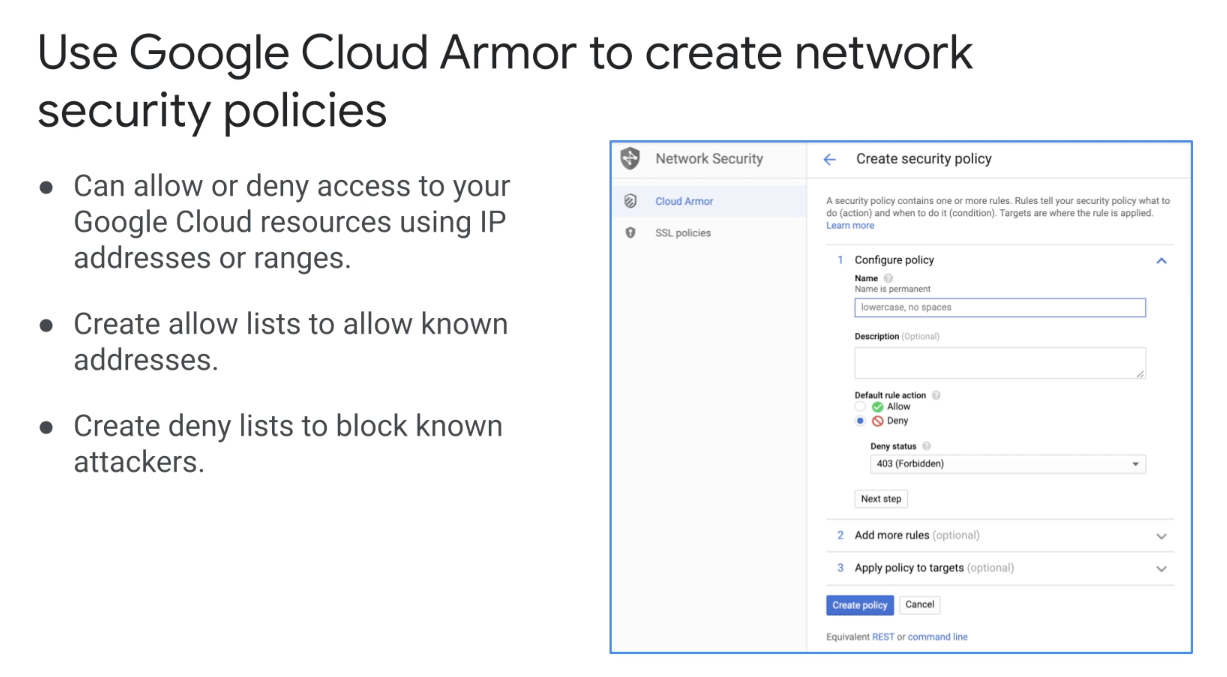 Use Google Cloud Armor to create network
security policies
● Can allow or deny access to your
Google Cloud resources using IP
addresses or ranges.
● Create allow lists to allow known
addresses.
● Create deny lists to block known
attackers.
Network Security
Cloud Armor
SSL policies
Create security policy
A security policy contains one or more rules. Rules tell your security policy what to
do (action) and when to do it (condition). Targets are where the rule is applied.
Learn more
1 Configure policy
Name
Name is permanent
lowercase, no spaces
Description (Optional)
Default rule action
Allow
Deny
Deny status
403 (Forbidden)
Next step
2 Add more rules (optional)
3 Apply policy to targets (optional)
Create policy Cancel
Equivalent REST or command line